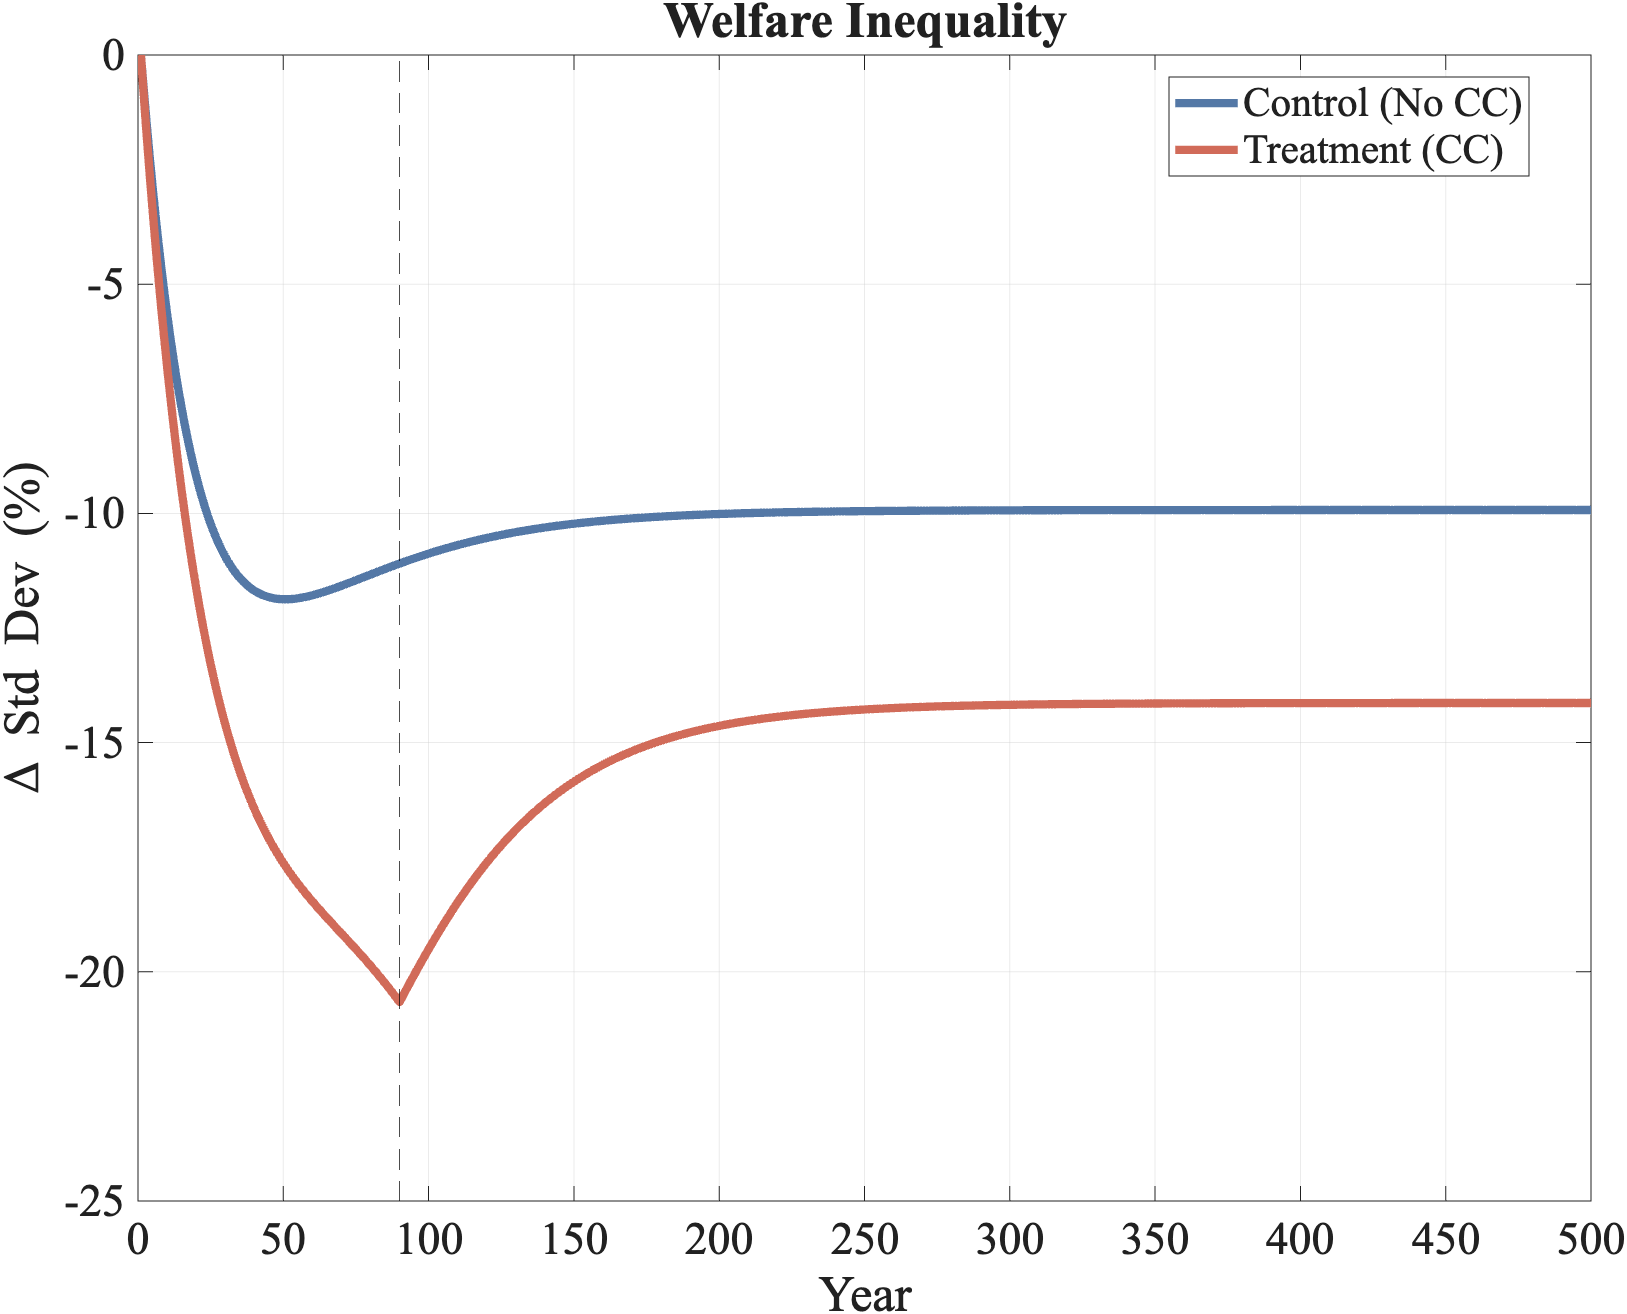 Welfare Inequality
Control (No CC)
Treatment (CC)
Δ Std Dev (%)
0
-5
-10
-15
-20
-25
0 50 100 150 200 250 300 350 400 450 500
Year